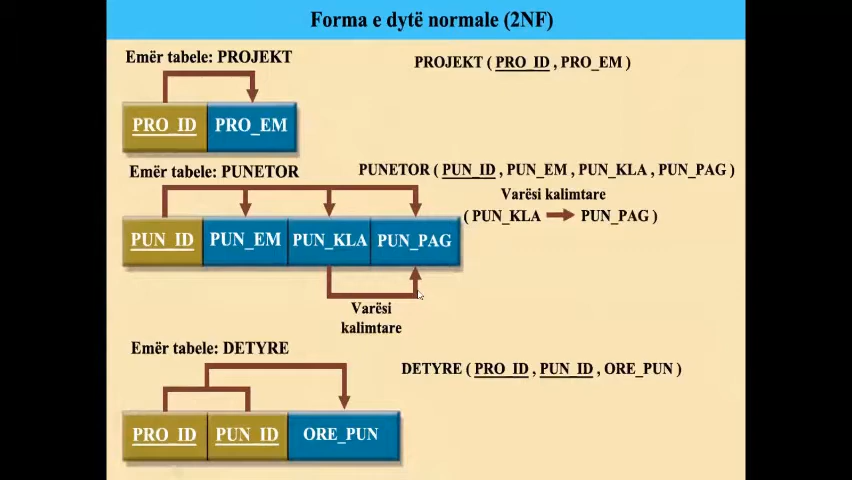 Forma e dytë normale (2NF)
Emër tabele: PROJEKT
PROJEKT ( PRO_ID , PRO_EM )
PRO_ID PRO_EM
Emër tabele: PUNETOR
PUNETOR ( PUN_ID , PUN_EM , PUN_KLA , PUN_PAG )
Varësi kalimtare
( PUN_KLA PUN_PAG )
PUN_ID PUN_EM PUN_KLA PUN_PAG
Varësi
kalimtare
Emër tabele: DETYRE
DETYRE ( PRO_ID , PUN_ID , ORE_PUN )
PRO_ID PUN_ID ORE_PUN